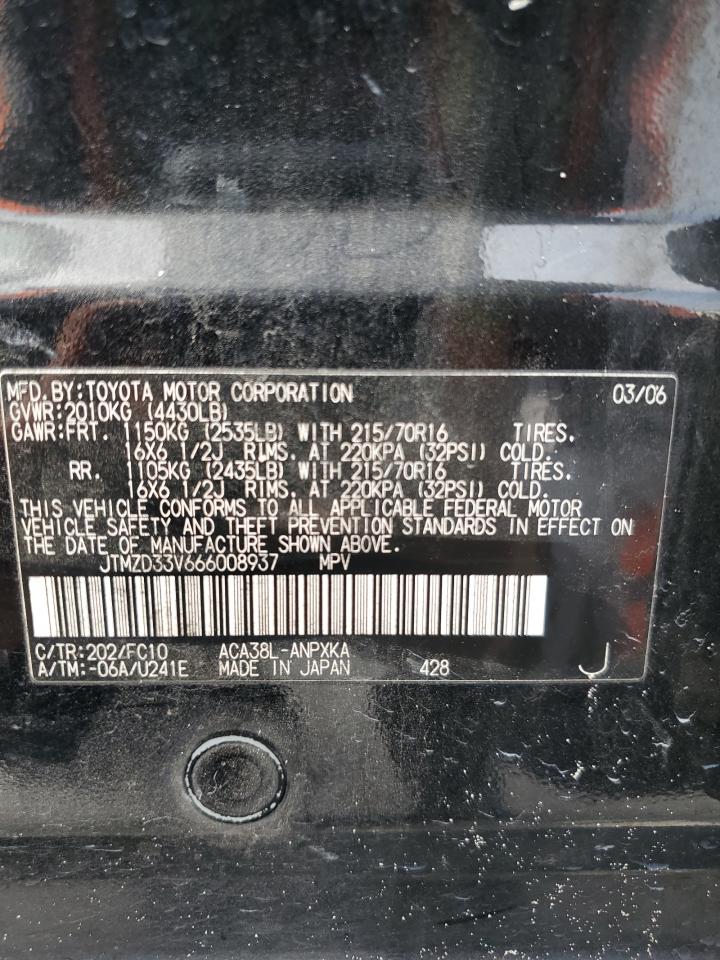 MFD. BY: TOYOTA MOTOR CORPORATION 03/06
GVWR: 2010KG (4430LB)
GAWR: FRT. 1150KG (2535LB) WITH 215/70R16 TIRES.
16X6 1/2J RIMS. AT 220KPA (32PSI) COLD.
RR. 1105KG (2435LB) WITH 215/70R16 TIRES.
16X6 1/2J RIMS. AT 220KPA (32PSI) COLD.
THIS VEHICLE CONFORMS TO ALL APPLICABLE FEDERAL MOTOR
VEHICLE SAFETY AND THEFT PREVENTION STANDARDS IN EFFECT ON
THE DATE OF MANUFACTURE SHOWN ABOVE.
JTMZD33V666008937 MPV
C/TR: 202/FC10 ACA38L-ANPXKA
A/TM: -06A/U241E MADE IN JAPAN 428 J